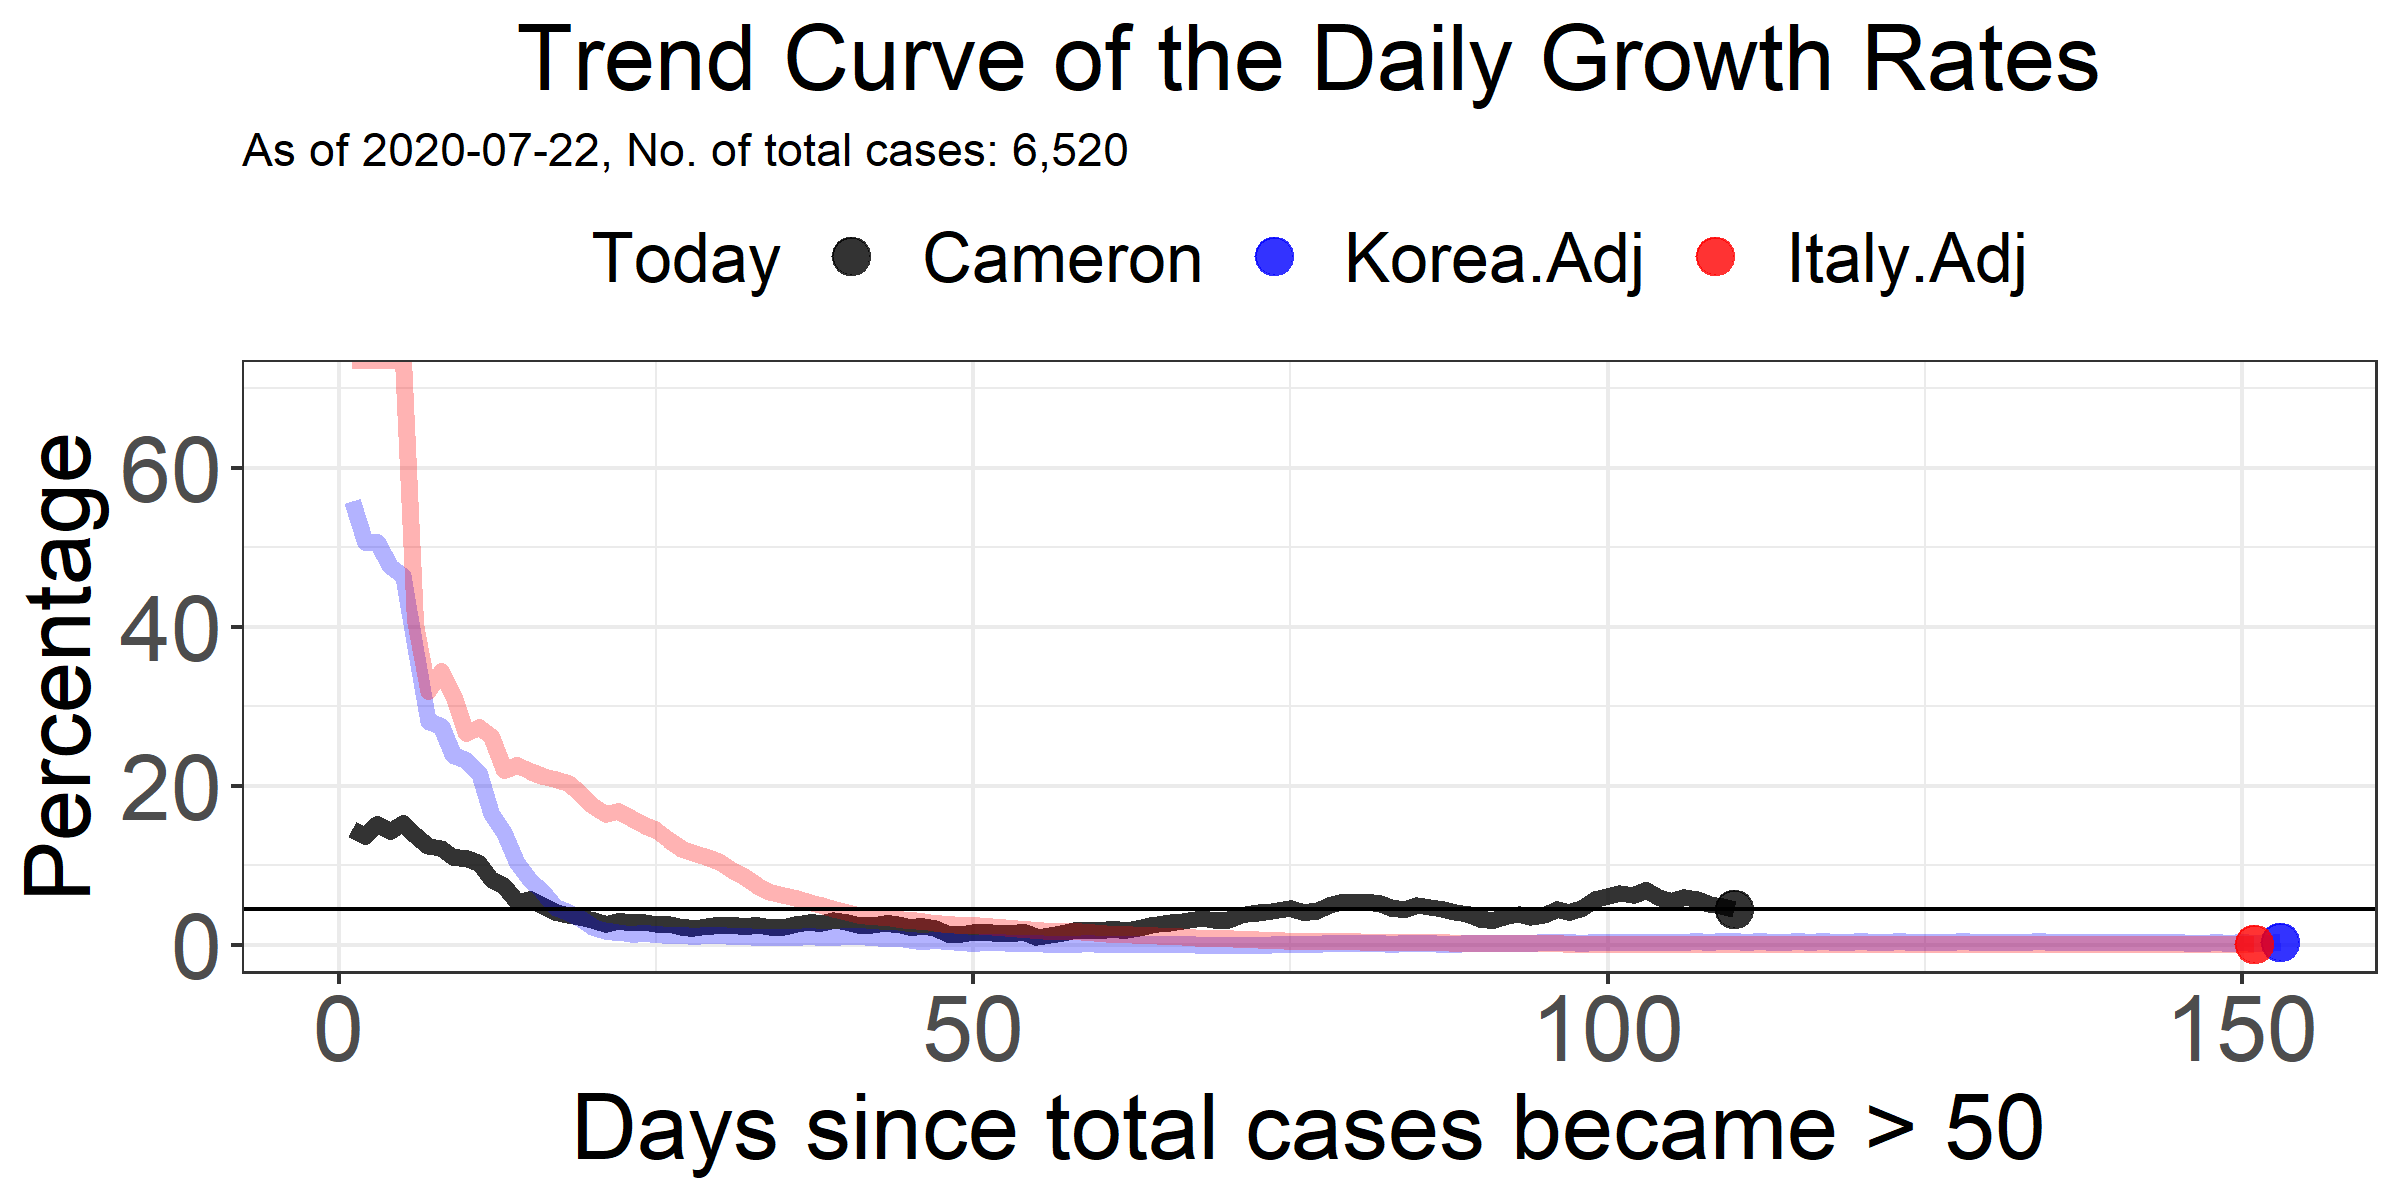 Trend Curve of the Daily Growth Rates
As of 2020-07-22, No. of total cases: 6,520
Today Cameron Korea.Adj Italy.Adj
Percentage
60
40
20
0
0 50 100 150
Days since total cases became > 50